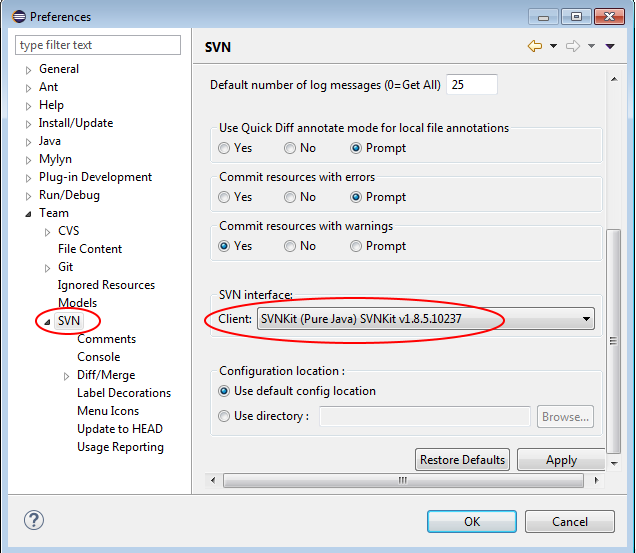 Preferences
type filter text
General
Ant
Help
Install/Update
Java
Mylyn
Plug-in Development
Run/Debug
Team
CVS
File Content
Git
Ignored Resources
Models
SVN
Comments
Console
Diff/Merge
Label Decorations
Menu Icons
Update to HEAD
Usage Reporting
SVN
Default number of log messages (0=Get All) 25
Use Quick Diff annotate mode for local file annotations
Yes No Prompt
Commit resources with errors
Yes No Prompt
Commit resources with warnings
Yes No Prompt
SVN interface:
Client: SVNKit (Pure Java) SVNKit v1.8.5.10237
Configuration location :
Use default config location
Use directory : Browse...
Restore Defaults Apply
OK Cancel